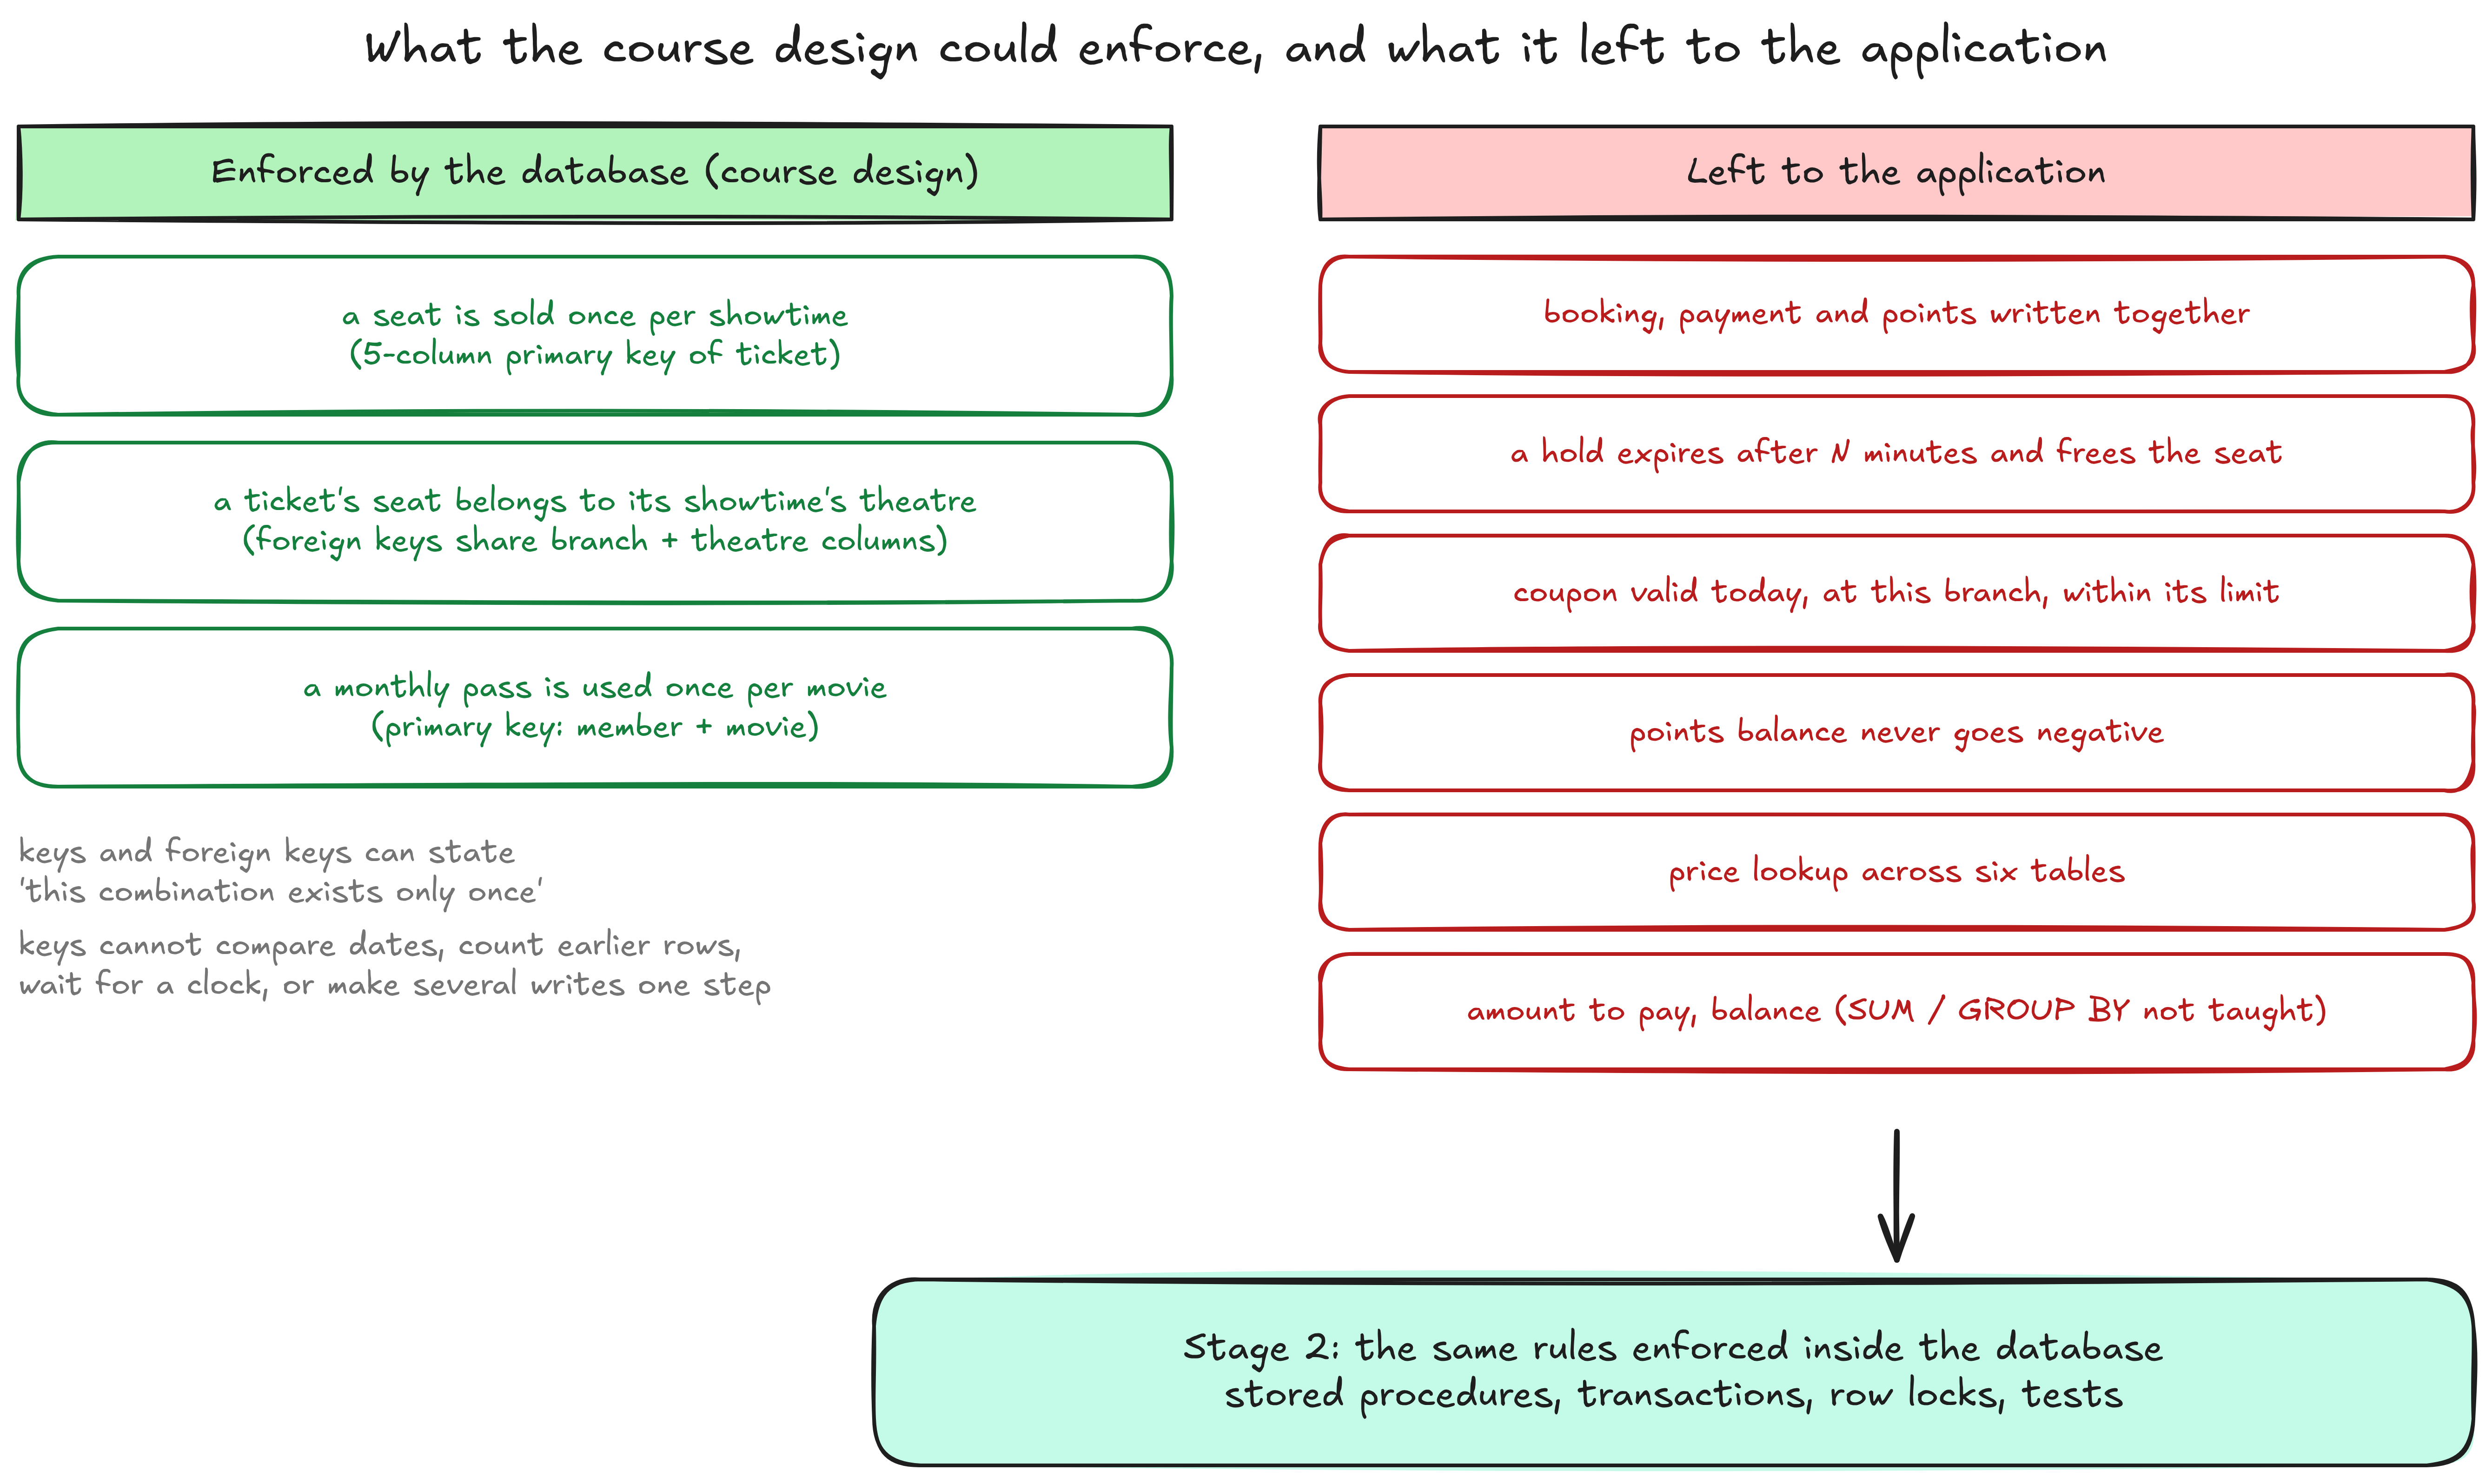 What the course design could enforce, and what it left to the application
Enforced by the database (course design)
a seat is sold once per showtime
(5-column primary key of ticket)
a ticket's seat belongs to its showtime's theatre
(foreign keys share branch + theatre columns)
a monthly pass is used once per movie
(primary key: member + movie)
keys and foreign keys can state
'this combination exists only once'
keys cannot compare dates, count earlier rows,
wait for a clock, or make several writes one step
Left to the application
booking, payment and points written together
a hold expires after N minutes and frees the seat
coupon valid today, at this branch, within its limit
points balance never goes negative
price lookup across six tables
amount to pay, balance (SUM / GROUP BY not taught)
Stage 2: the same rules enforced inside the database
stored procedures, transactions, row locks, tests